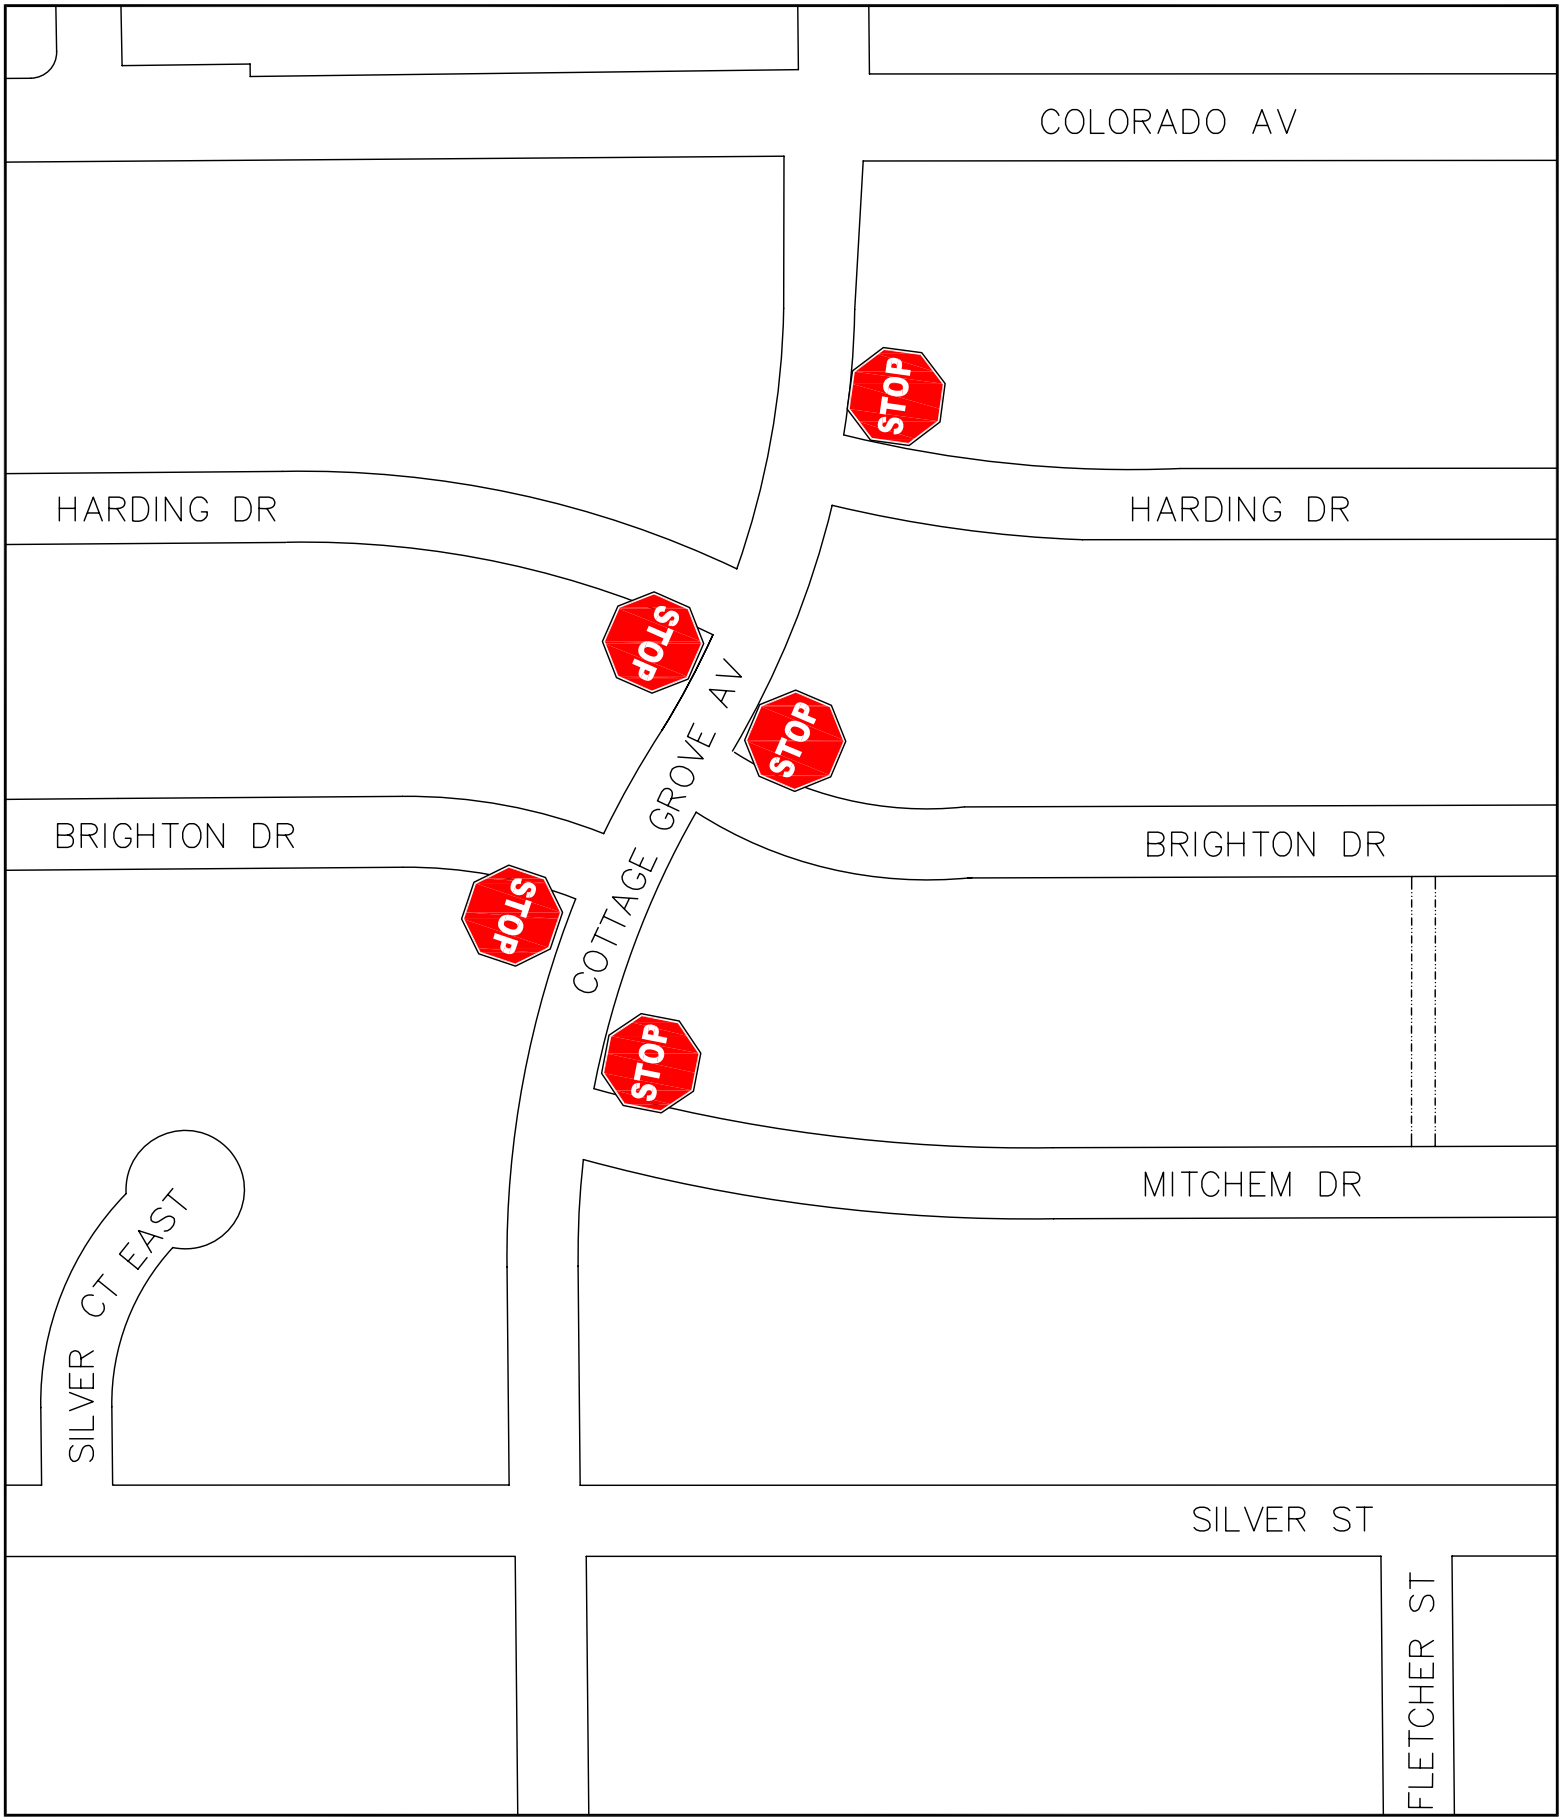 COLORADO AV
STOP
HARDING DR
HARDING DR
STOP
STOP
COTTAGE GROVE AV
BRIGHTON DR
BRIGHTON DR
STOP
STOP
MITCHEM DR
SILVER CT EAST
SILVER ST
FLETCHER ST